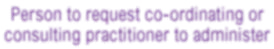 Person to request co-ordinating or
consulting practitioner to administer